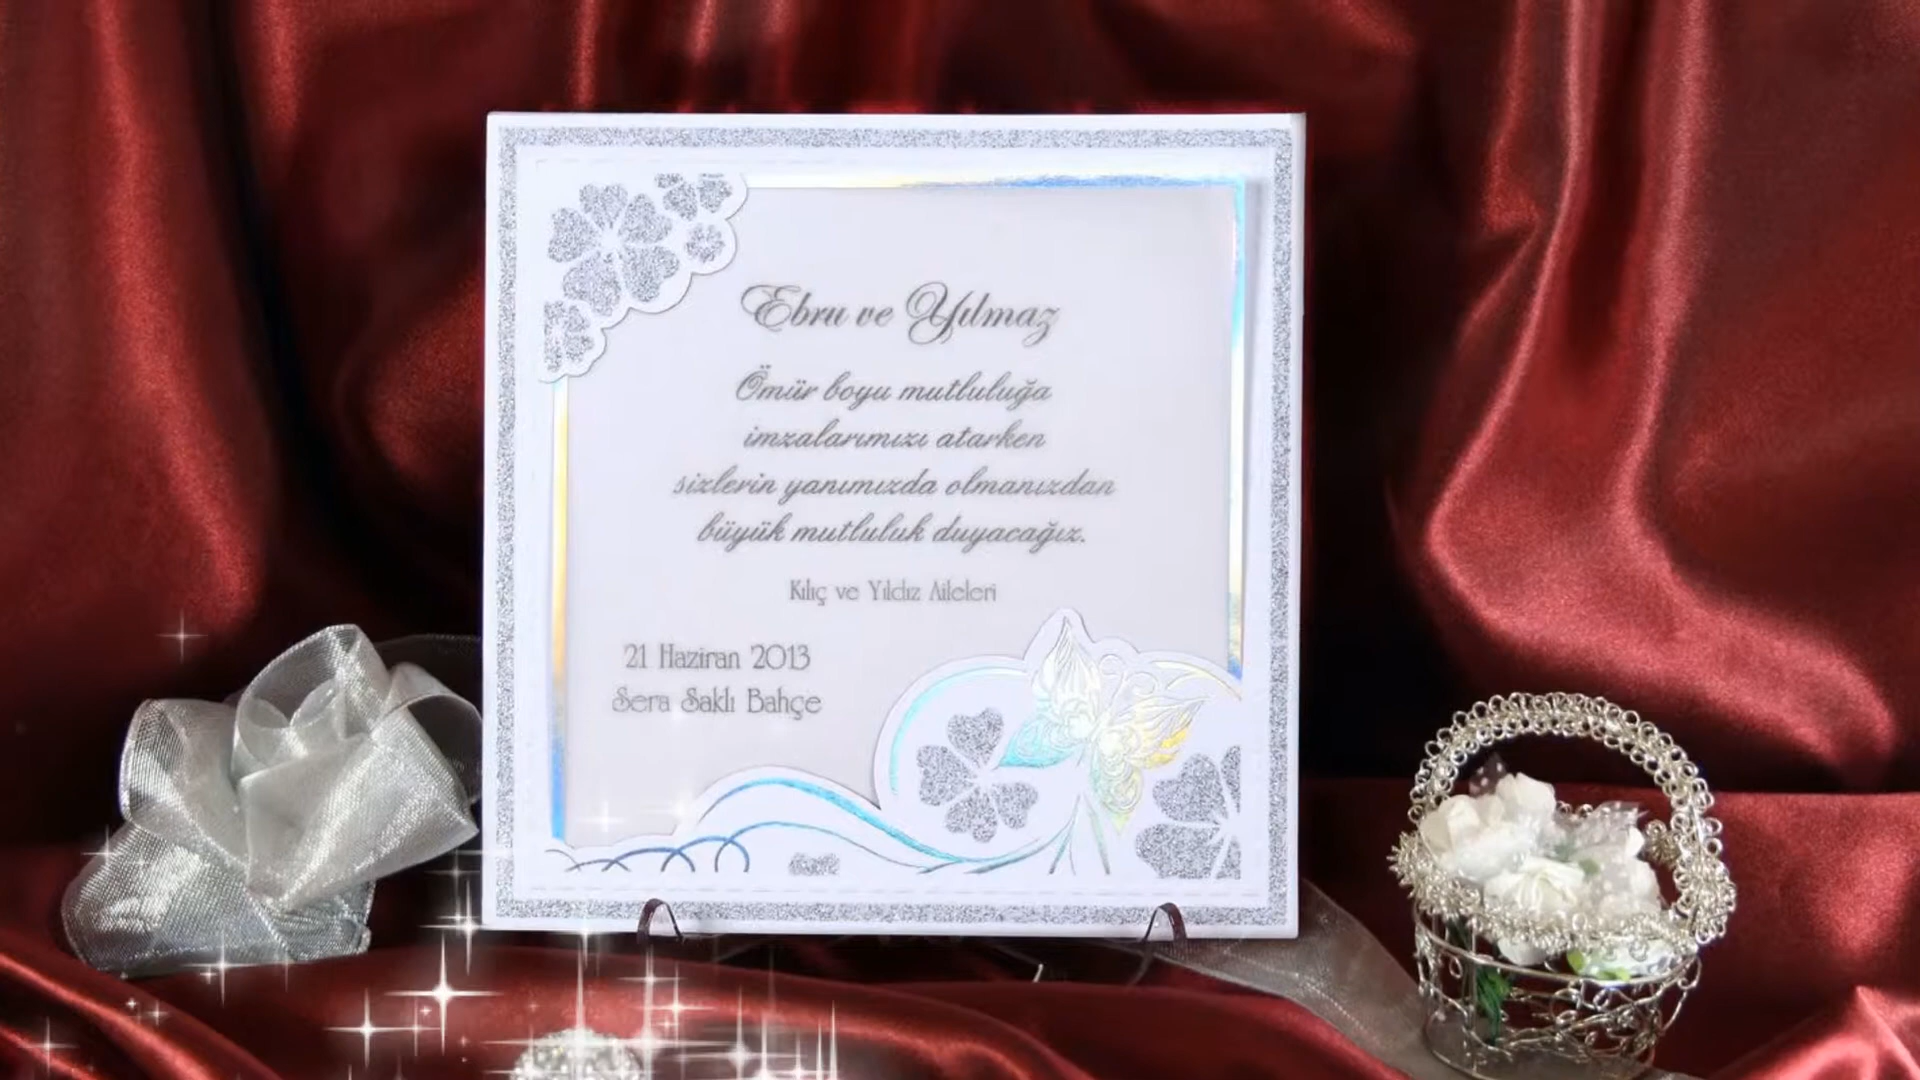 Ebru ve Yılmaz
Ömür boyu mutluluğa
imzalarımızı atarken
sizlerin yanımızda olmanızdan
büyük mutluluk duyacağız.
Kılıç ve Yıldız Aileleri
21 Haziran 2013
Sera Saklı Bahçe